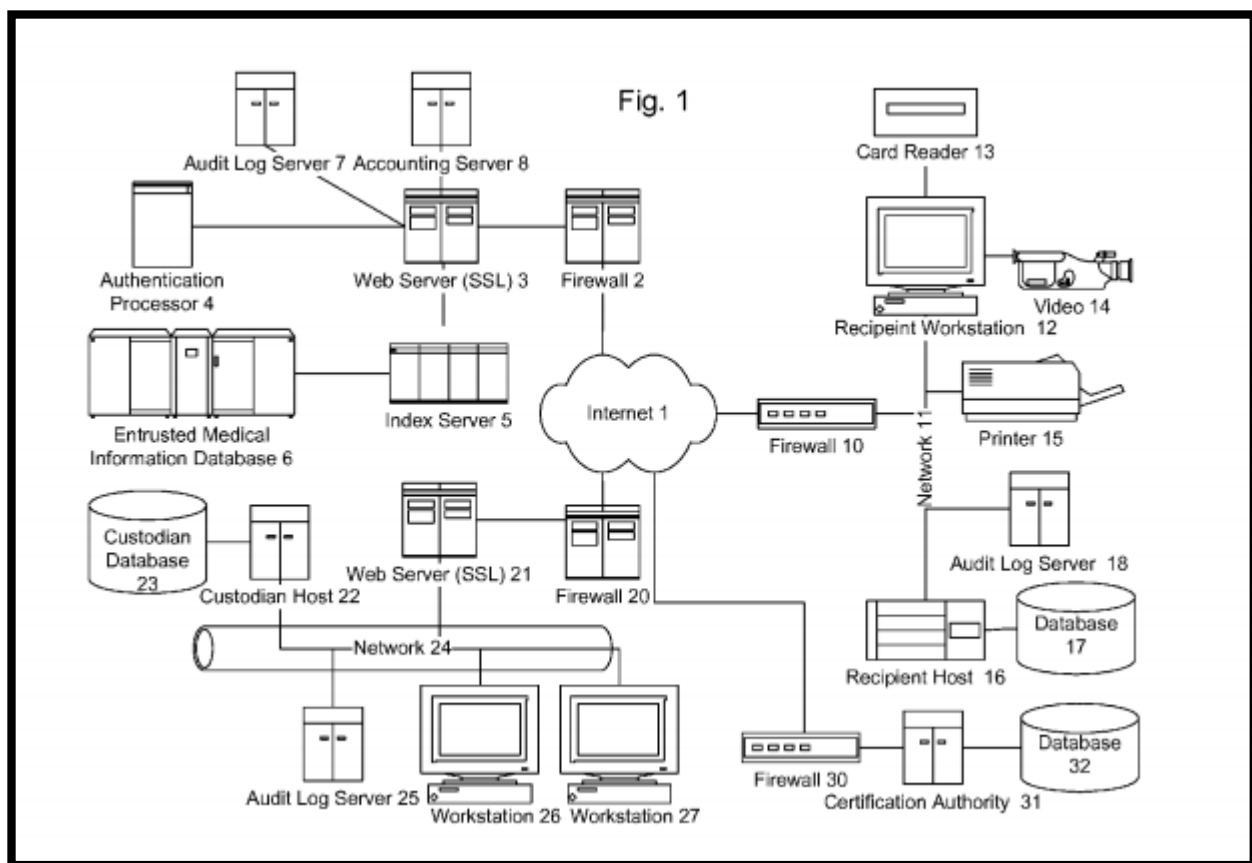 Fig. 1
Card Reader 13
Audit Log Server 7
Accounting Server 8
Authentication
Processor 4
Web Server (SSL) 3
Firewall 2
Video 14
Recipeint Workstation 12
Entrusted Medical
Information Database 6
Index Server 5
Internet 1
Firewall 10
Network 11
Printer 15
Custodian
Database
23
Custodian Host 22
Web Server (SSL) 21
Firewall 20
Audit Log Server 18
Network 24
Recipient Host 16
Database
17
Audit Log Server 25
Workstation 26
Workstation 27
Firewall 30
Certification Authority 31
Database
32